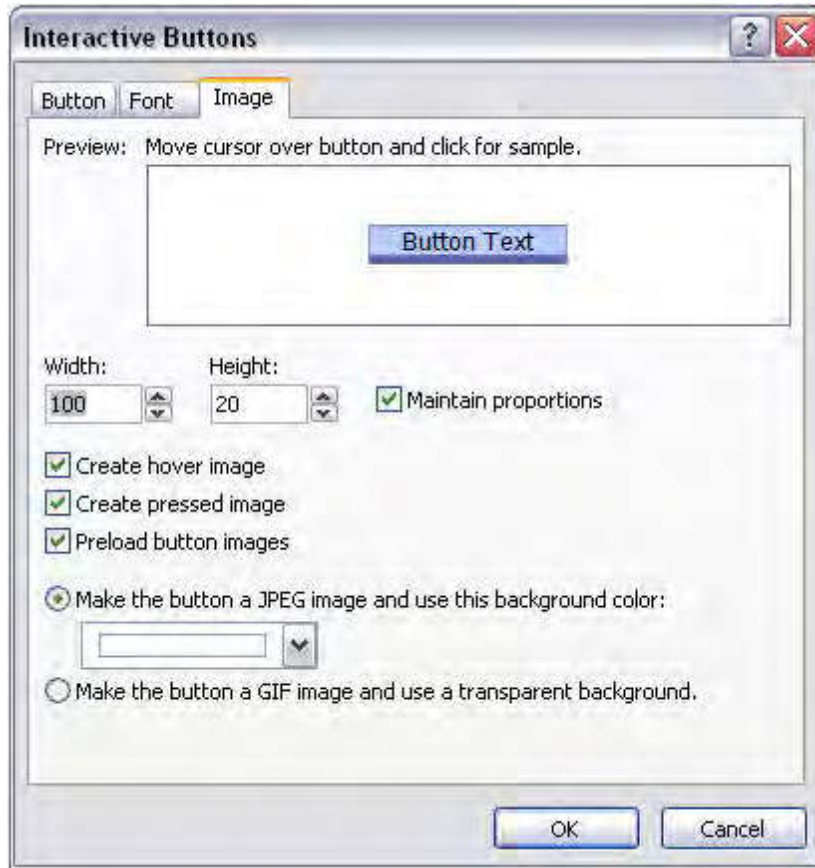 Interactive Buttons
Button Font Image
Preview: Move cursor over button and click for sample.
Button Text
Width: Height:
100 20 Maintain proportions
Create hover image
Create pressed image
Preload button images
Make the button a JPEG image and use this background color:
Make the button a GIF image and use a transparent background.
OK Cancel